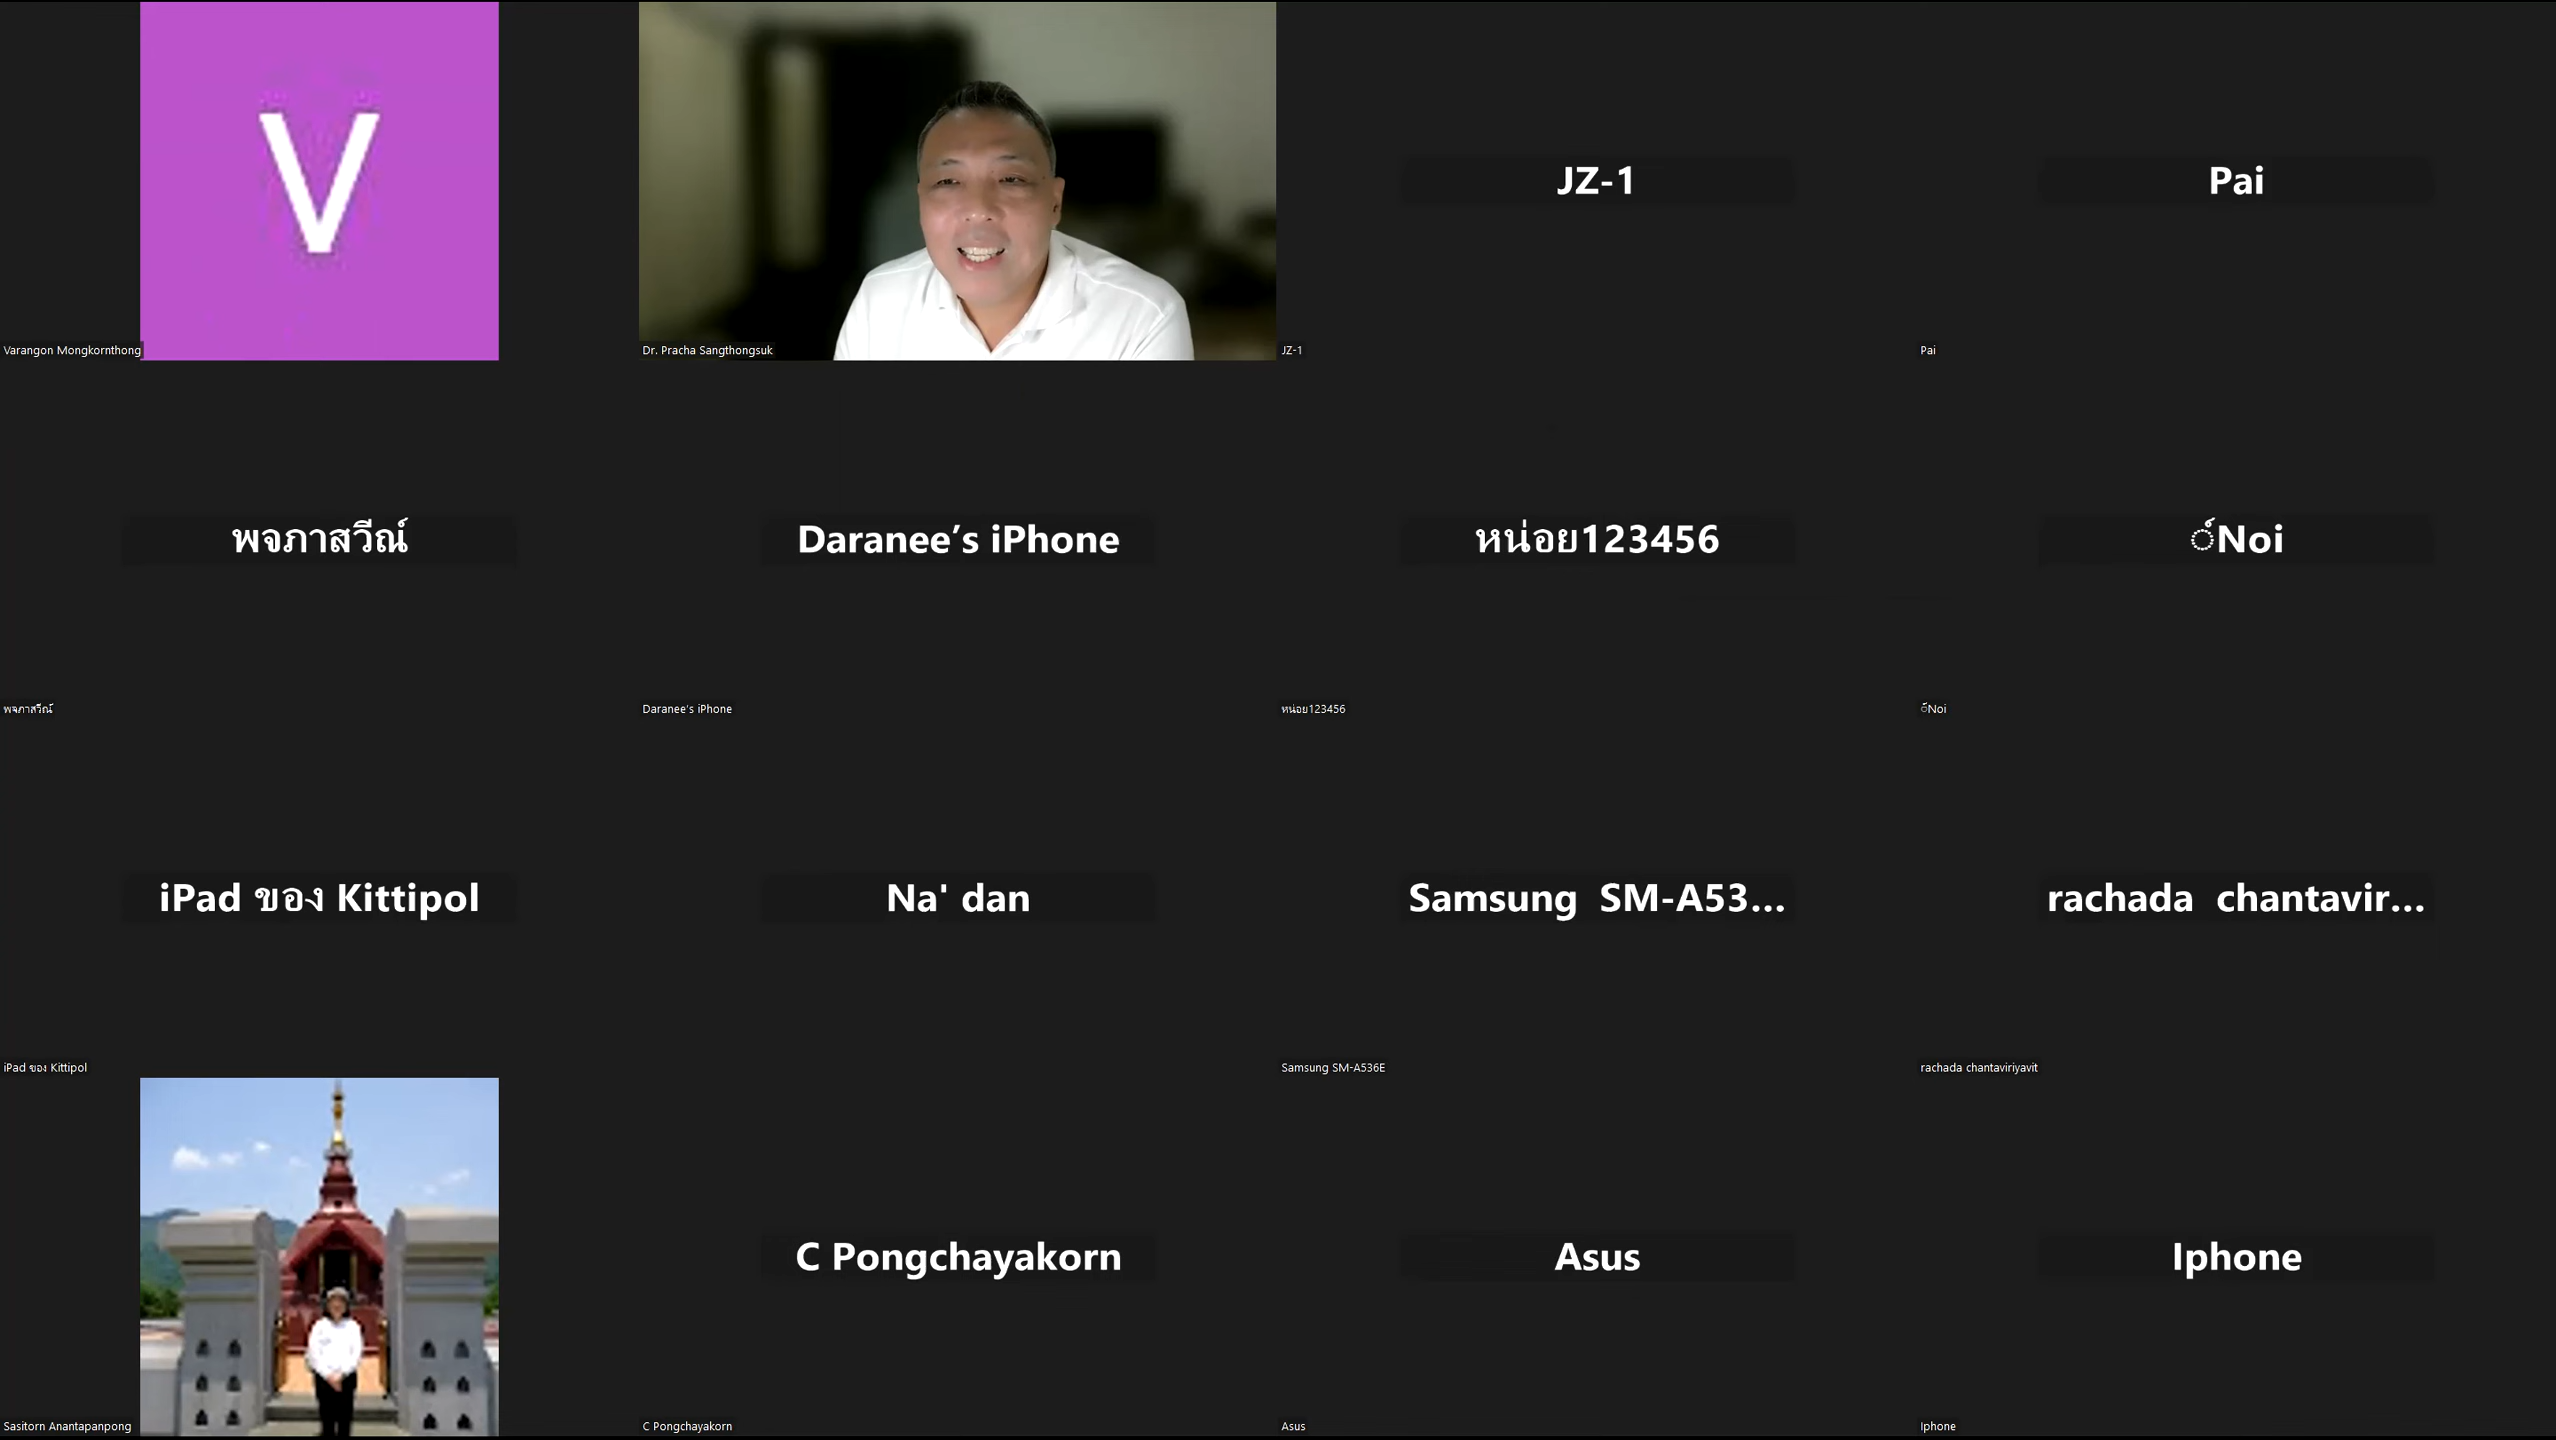 V
Varangon Mongkornthong
Dr. Pracha Sangthongsuk
JZ-1
JZ-1
Pai
Pai
พจภาสวีณ์
พจภาสวีณ์
Daranee’s iPhone
Daranee's iPhone
หน่อย123456
หน่อย123456
์Noi
์Noi
iPad ของ Kittipol
iPad ของ Kittipol
Na' dan
Samsung SM-A53...
Samsung SM-A536E
rachada chantavir...
rachada chantaviriyavit
Sasitorn Anantapanpong
C Pongchayakorn
C Pongchayakorn
Asus
Asus
Iphone
Iphone